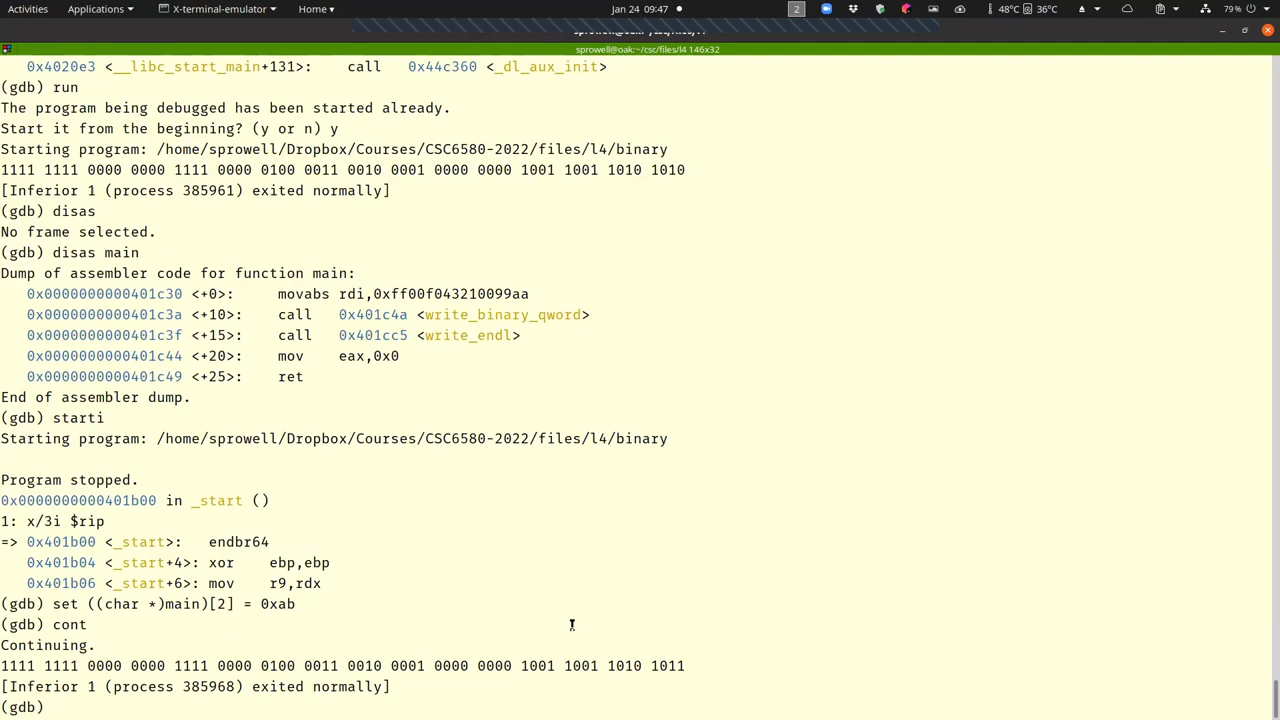 Activities Applications X-terminal-emulator Home Jan 24 09:47 2 48°C 36°C 79%
sprowell@oak:~/csc/files/l4 146x32
0x4020e3 <__libc_start_main+131>: call 0x44c360 <_dl_aux_init>
(gdb) run
The program being debugged has been started already.
Start it from the beginning? (y or n) y
Starting program: /home/sprowell/Dropbox/Courses/CSC6580-2022/files/l4/binary
1111 1111 0000 0000 1111 0000 0100 0011 0010 0001 0000 0000 1001 1001 1010 1010
[Inferior 1 (process 385961) exited normally]
(gdb) disas
No frame selected.
(gdb) disas main
Dump of assembler code for function main:
0x0000000000401c30 <+0>: movabs rdi,0xff00f043210099aa
0x0000000000401c3a <+10>: call 0x401c4a <write_binary_qword>
0x0000000000401c3f <+15>: call 0x401cc5 <write_endl>
0x0000000000401c44 <+20>: mov eax,0x0
0x0000000000401c49 <+25>: ret
End of assembler dump.
(gdb) starti
Starting program: /home/sprowell/Dropbox/Courses/CSC6580-2022/files/l4/binary
Program stopped.
0x0000000000401b00 in _start ()
1: x/3i $rip
=> 0x401b00 <_start>: endbr64
0x401b04 <_start+4>: xor ebp,ebp
0x401b06 <_start+6>: mov r9,rdx
(gdb) set ((char *)main)[2] = 0xab
(gdb) cont
Continuing.
1111 1111 0000 0000 1111 0000 0100 0011 0010 0001 0000 0000 1001 1001 1010 1011
[Inferior 1 (process 385968) exited normally]
(gdb)